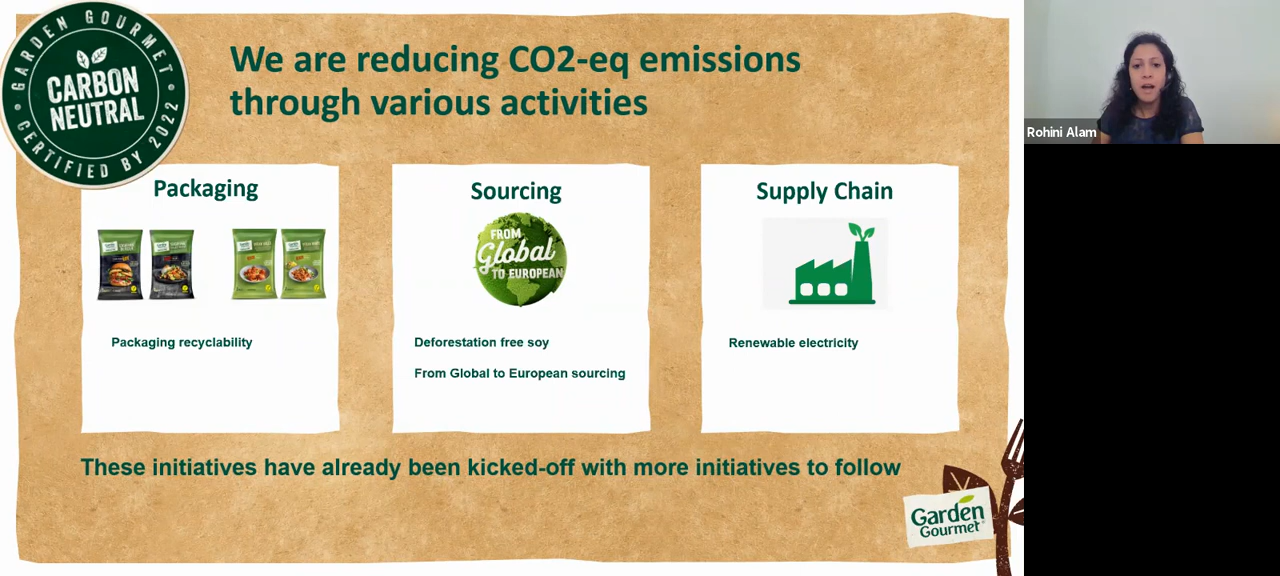 GARDEN GOURMET
CARBON
NEUTRAL
CERTIFIED BY 2022
We are reducing CO2-eq emissions
through various activities
Rohini Alam
Packaging
Sourcing
Supply Chain
FROM
Global
TO EUROPEAN
Packaging recyclability
Deforestation free soy
Renewable electricity
From Global to European sourcing
These initiatives have already been kicked-off with more initiatives to follow
Garden
Gourmet